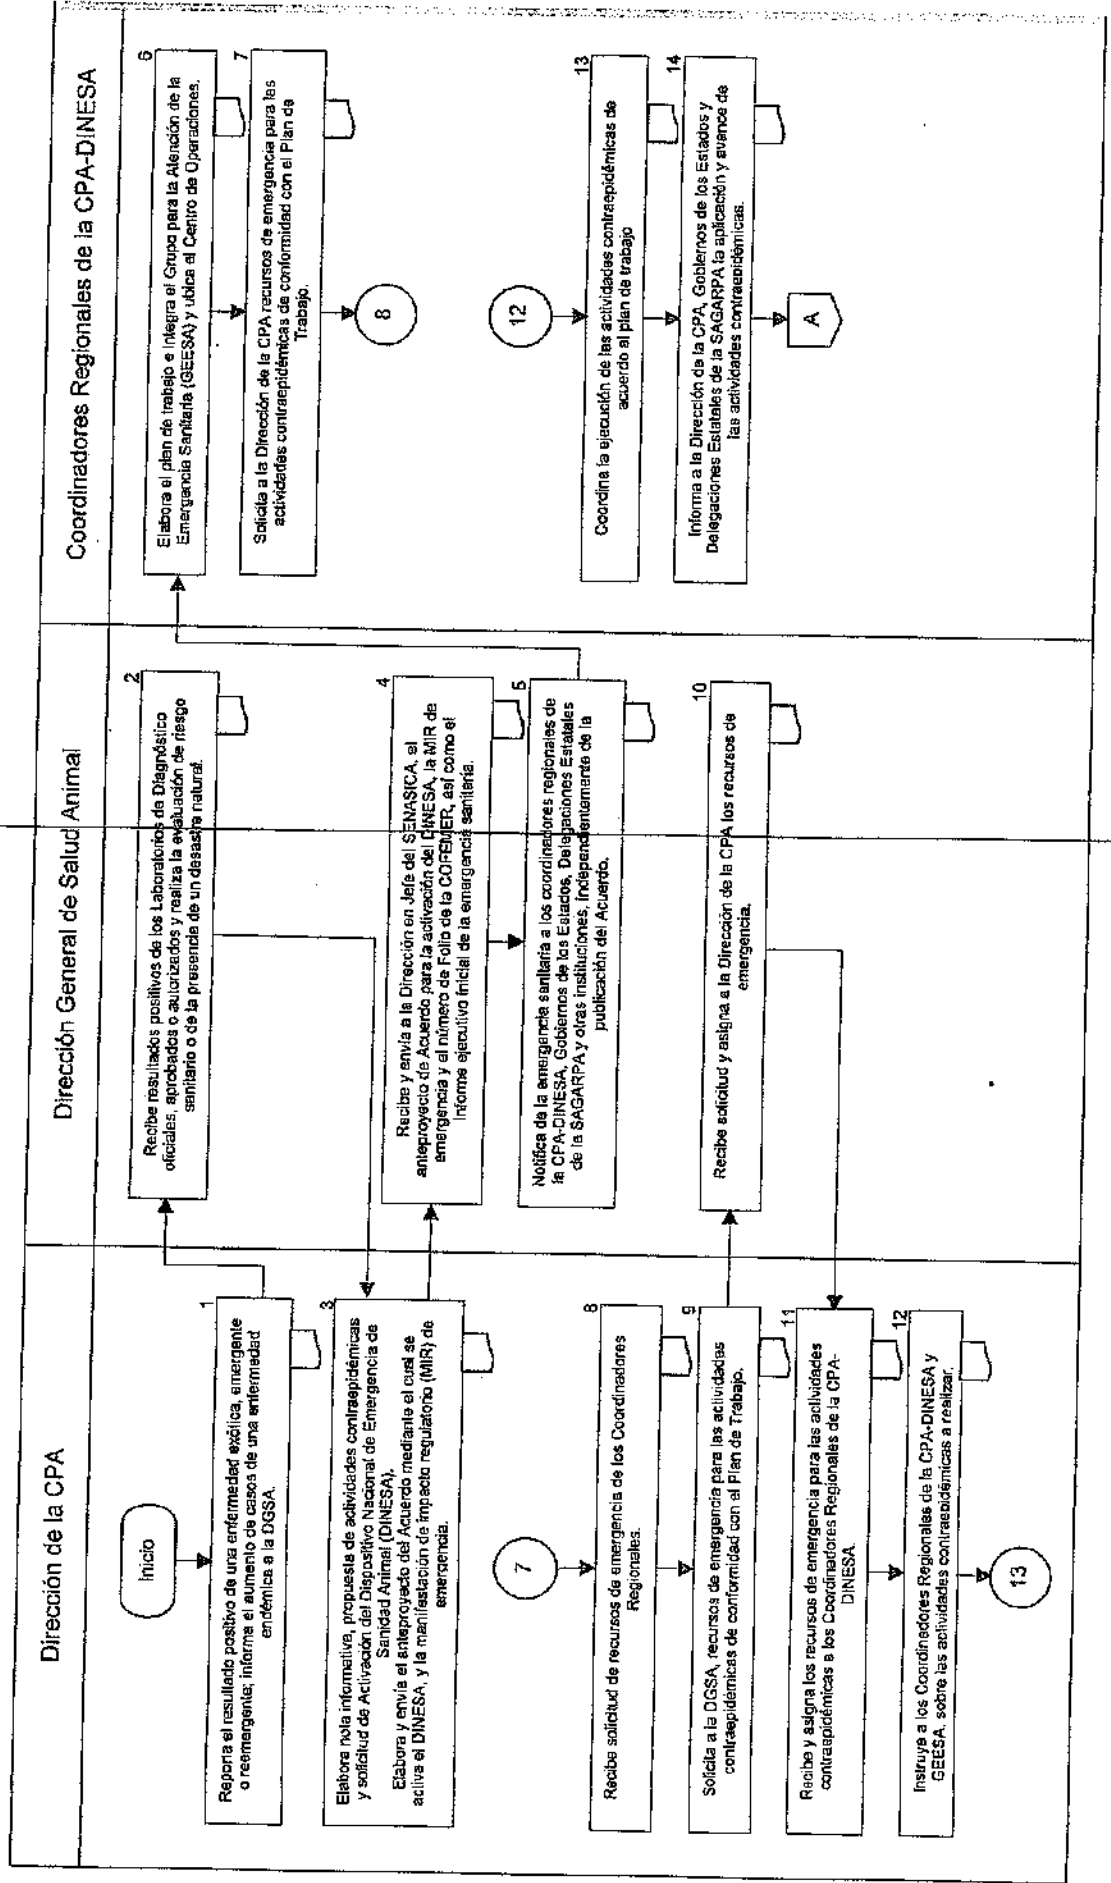 Dirección de la CPA
Dirección General de Salud Animal
Coordinadores Regionales de la CPA-DINESA
Inicio
1
Reporta el resultado positivo de una enfermedad exótica, emergente
o reemergente; informa el aumento de casos de una enfermedad
endémica a la DGSA.
2
Recibe resultados positivos de los Laboratorios de Diagnóstico
oficiales, aprobados o autorizados y realiza la evaluación de riesgo
sanitario o de la presencia de un desastre natural.
3
Elabora nota informativa, propuesta de actividades contraepidémicas
y solicitud de Activación del Dispositivo Nacional de Emergencia de
Sanidad Animal (DINESA).
Elabora y envía el anteproyecto del Acuerdo mediante el cual se
activa el DINESA, y la manifestación de impacto regulatorio (MIR) de
emergencia.
4
Recibe y envía a la Dirección en Jefe del SENASICA, el
anteproyecto de Acuerdo para la activación del DINESA, la MIR de
emergencia y el número de Folio de la COFEMER, así como el
Informe ejecutivo inicial de la emergencia sanitaria.
5
Notifica de la emergencia sanitaria a los coordinadores regionales de
la CPA-DINESA, Gobiernos de los Estados, Delegaciones Estatales
de la SAGARPA y otras instituciones, independientemente de la
publicación del Acuerdo.
6
Elabora el plan de trabajo e integra el Grupo para la Atención de la
Emergencia Sanitaria (GEESA) y ubica el Centro de Operaciones.
7
Solicita a la Dirección de la CPA recursos de emergencia para las
actividades contraepidémicas de conformidad con el Plan de
Trabajo.
8
7
8
Recibe solicitud de recursos de emergencia de los Coordinadores
Regionales.
9
Solicita a la DGSA, recursos de emergencia para las actividades
contraepidémicas de conformidad con el Plan de Trabajo.
10
Recibe solicitud y asigna a la Dirección de la CPA los recursos de
emergencia.
11
Recibe y asigna los recursos de emergencia para las actividades
contraepidémicas a los Coordinadores Regionales de la CPA-
DINESA.
12
Instruye a los Coordinadores Regionales de la CPA-DINESA y
GEESA, sobre las actividades contraepidémicas a realizar.
13
12
13
Coordina la ejecución de las actividades contraepidémicas de
acuerdo al plan de trabajo
14
Informa a la Dirección de la CPA, Gobiernos de los Estados y
Delegaciones Estatales de la SAGARPA la aplicación y avance de
las actividades contraepidémicas.
A